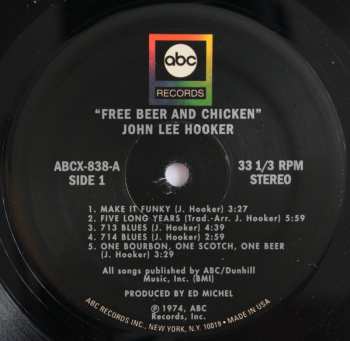 abc
RECORDS
"FREE BEER AND CHICKEN"
JOHN LEE HOOKER
ABCX-838-A
SIDE 1
33 1/3 RPM
STEREO
1. MAKE IT FUNKY (J. Hooker) 3:27
2. FIVE LONG YEARS (Trad.-Arr. J. Hooker) 5:59
3. 713 BLUES (J. Hooker) 4:39
4. 714 BLUES (J. Hooker) 2:59
5. ONE BOURBON, ONE SCOTCH, ONE BEER
(J. Hooker) 3:29
All songs published by ABC/Dunhill
Music, Inc. (BMI)
PRODUCED BY ED MICHEL
℗1974, ABC
Records, Inc.
ABC RECORDS INC., NEW YORK, N.Y. 10019 • MADE IN USA